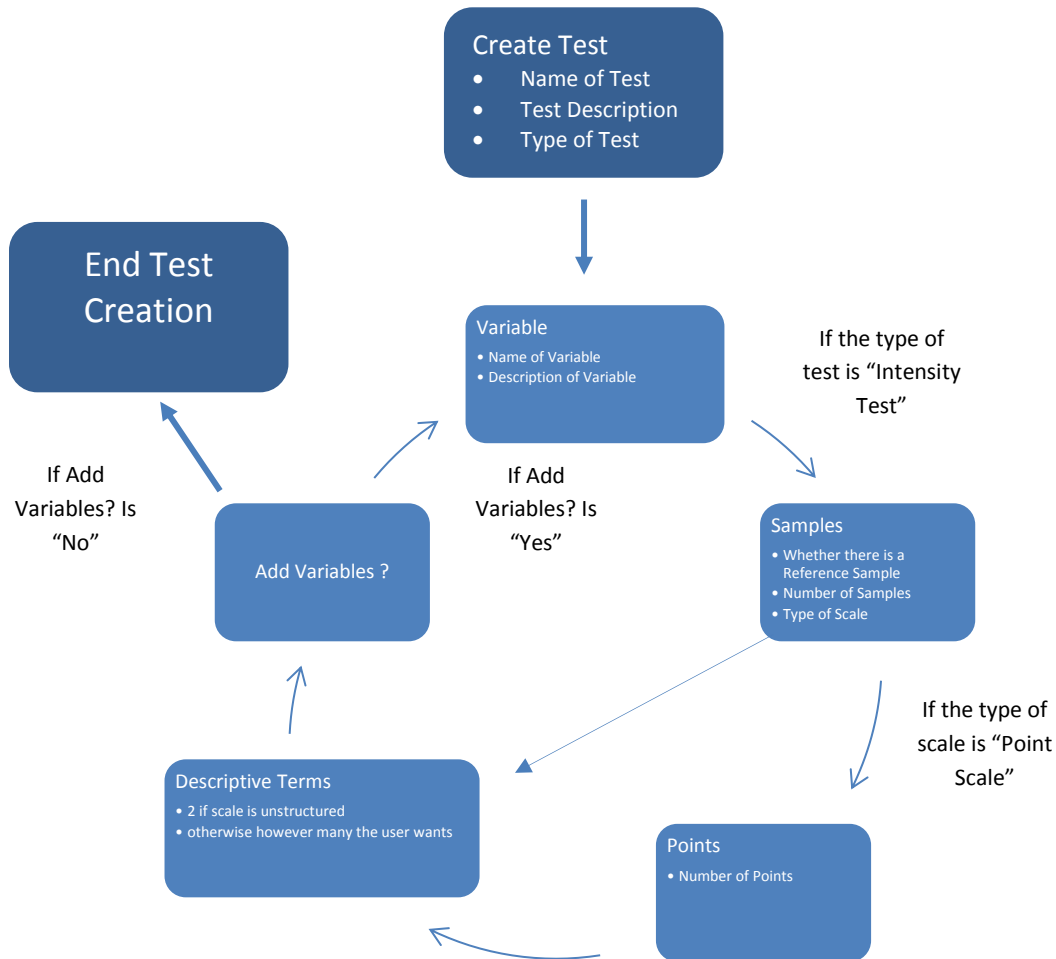 Create Test
• Name of Test
• Test Description
• Type of Test
End Test
Creation
Variable
• Name of Variable
• Description of Variable
If the type of
test is “Intensity
Test”
If Add
Variables? Is
“No”
If Add
Variables? Is
“Yes”
Add Variables ?
Samples
• Whether there is a
Reference Sample
• Number of Samples
• Type of Scale
If the type of
scale is “Point
Scale”
Descriptive Terms
• 2 if scale is unstructured
• otherwise however many the user wants
Points
• Number of Points